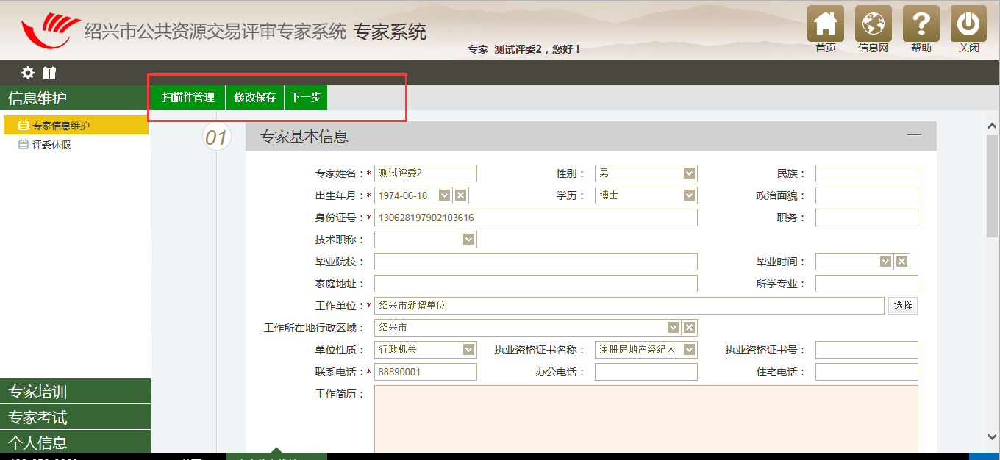 绍兴市公共资源交易评审专家系统 专家系统
专家 测试评委2，您好！
首页 信息网 帮助 关闭
信息维护
扫描件管理 修改保存 下一步
专家信息维护
评委休假
01 专家基本信息
专家姓名：* 测试评委2 性别： 男 民族：
出生年月：* 1974-06-18 学历： 博士 政治面貌：
身份证号：* 130628197902103616 职务：
技术职称：
毕业院校： 毕业时间：
家庭地址： 所学专业：
工作单位：* 绍兴市新增单位 选择
工作所在地行政区域： 绍兴市
单位性质： 行政机关 执业资格证书名称： 注册房地产经纪人 执业资格证书号：
联系电话：* 88890001 办公电话： 住宅电话：
工作简历：
专家培训
专家考试
个人信息